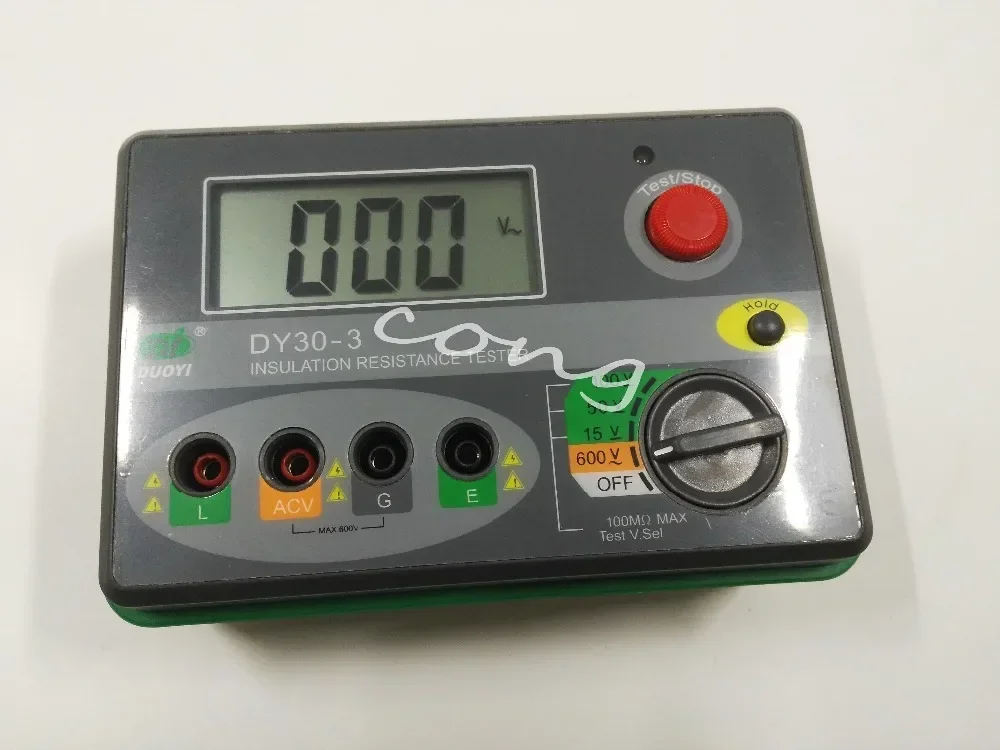 Test/Stop
000 V~
Hold
®
DUOYI
DY30-3
INSULATION RESISTANCE TESTER
cong
15 V
600 V
OFF
L
ACV
G
E
MAX 600V
100MΩ MAX
Test V.Sel